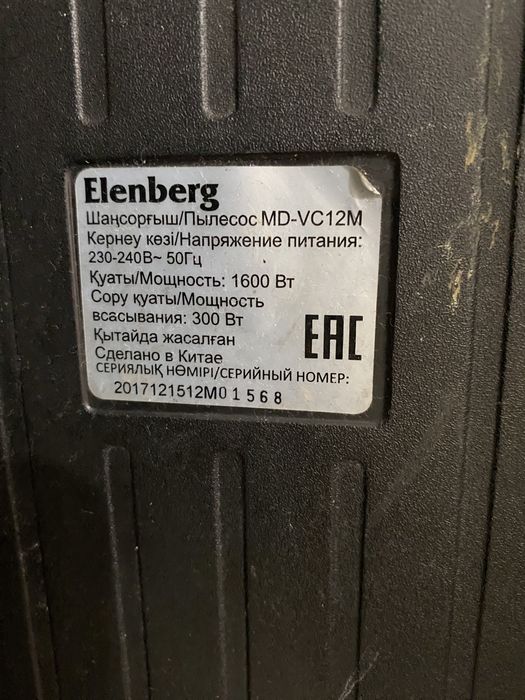 Elenberg
Шаңсорғыш/Пылесос MD-VC12M
Кернеу көзі/Напряжение питания:
230-240В~ 50Гц
Қуаты/Мощность: 1600 Вт
Сору қуаты/Мощность
всасывания: 300 Вт
Қытайда жасалған
Сделано в Китае
EAC
СЕРИЯЛЫҚ НӨМІРІ/СЕРИЙНЫЙ НОМЕР:
2017121512М01568